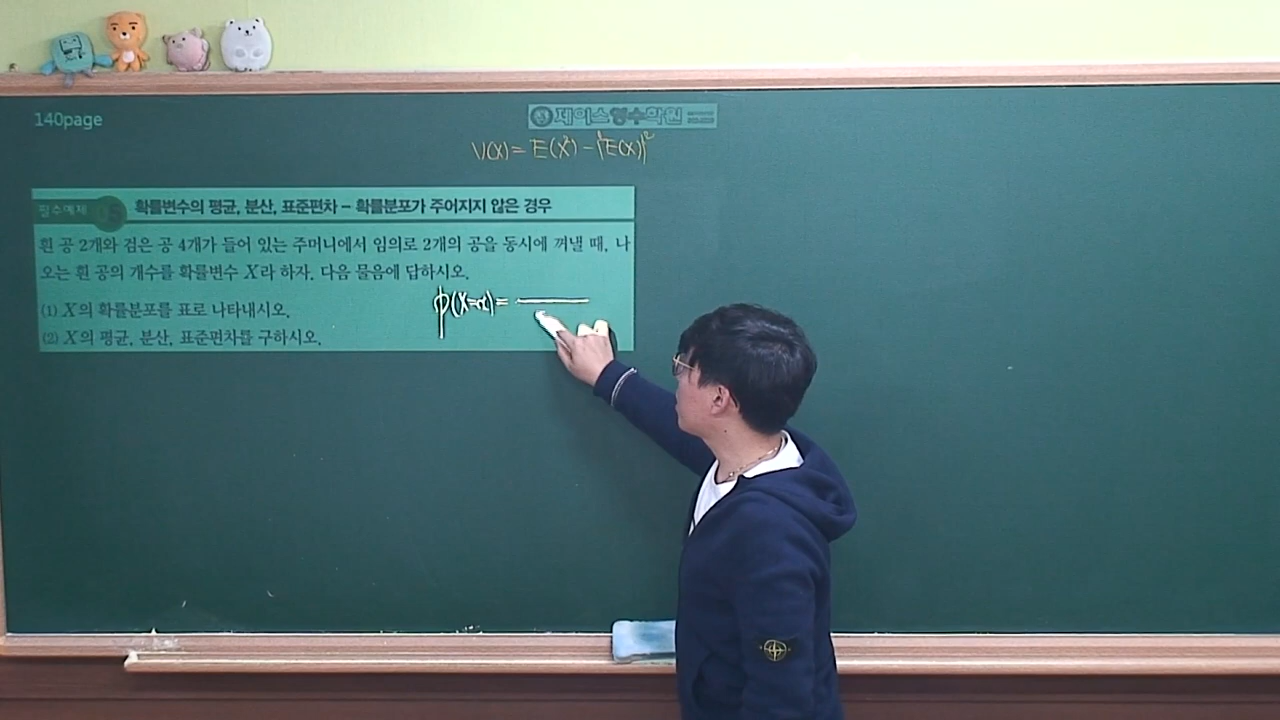 140page
제이스영수학원
V(X) = E(X²) - {E(X)}²
필수예제 05 확률변수의 평균, 분산, 표준편차 - 확률분포가 주어지지 않은 경우
흰 공 2개와 검은 공 4개가 들어 있는 주머니에서 임의로 2개의 공을 동시에 꺼낼 때, 나
오는 흰 공의 개수를 확률변수 X라 하자. 다음 물음에 답하시오.
(1) X의 확률분포를 표로 나타내시오.
P(X=x) =
(2) X의 평균, 분산, 표준편차를 구하시오.